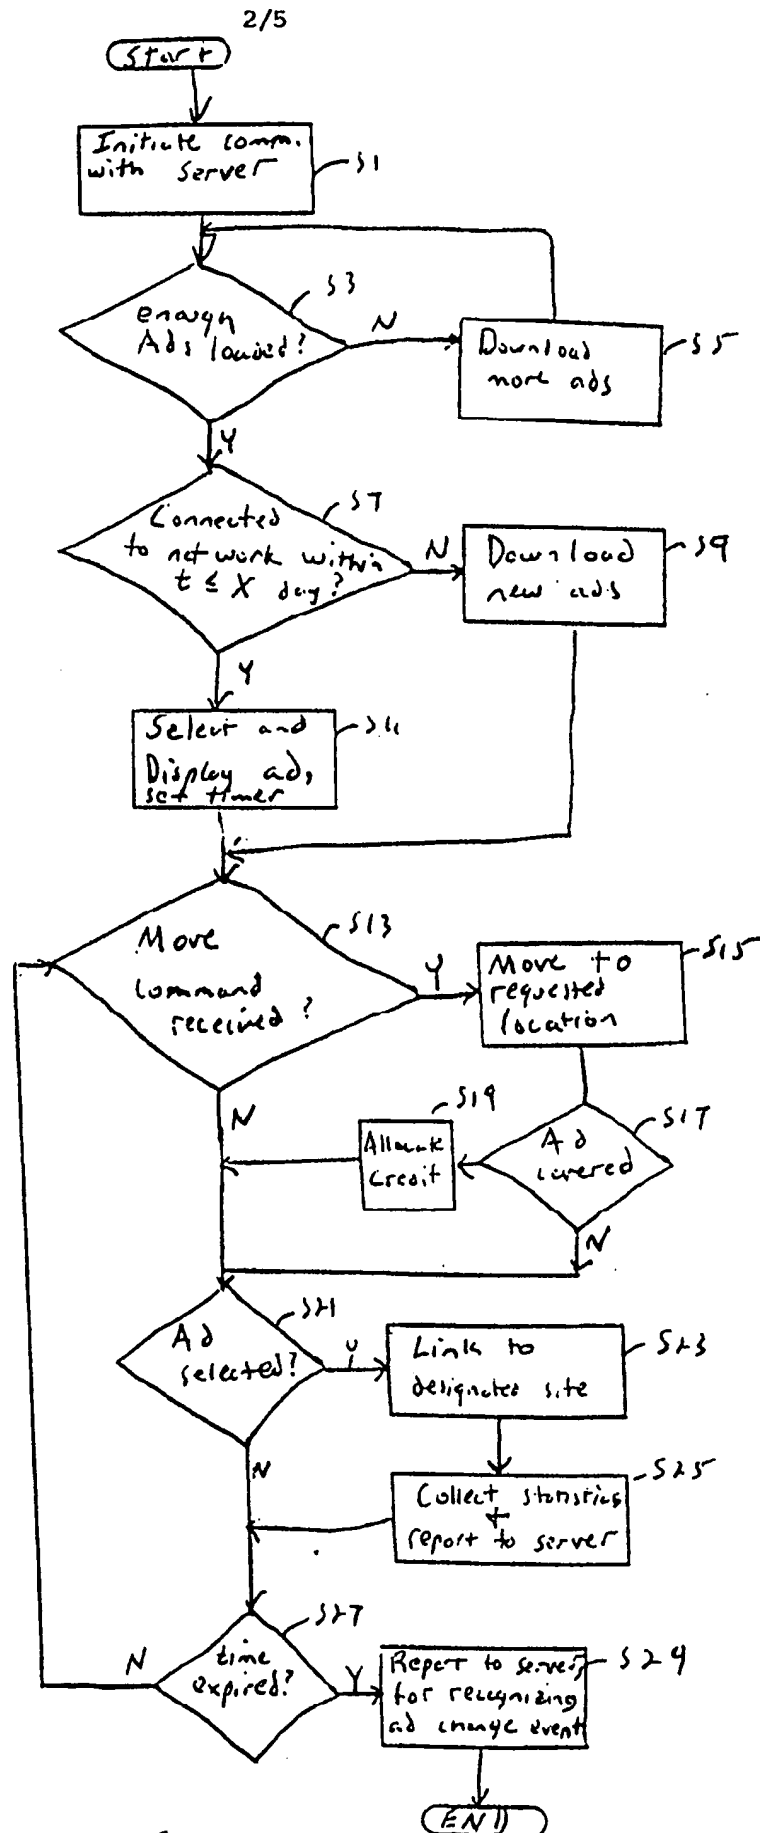 2/5
Start
Initiate comm.
with server
S1
S3
enough
Ads loaded?
N
Download
more ads
S5
Y
S7
Connected
to network within
t ≤ X day?
N
Download
new ads
S9
Y
Select and
Display ad,
set timer
S11
S13
Move
command
received?
Y
Move to
requested
location
S15
N
S19
Allocate
Credit
S17
Ad
covered
N
S21
Ad
selected?
Y
Link to
designated site
S23
N
Collect statistics
+
report to server
S25
S27
time
expired?
N
Y
Report to server
for recognizing
ad change event
S29
END